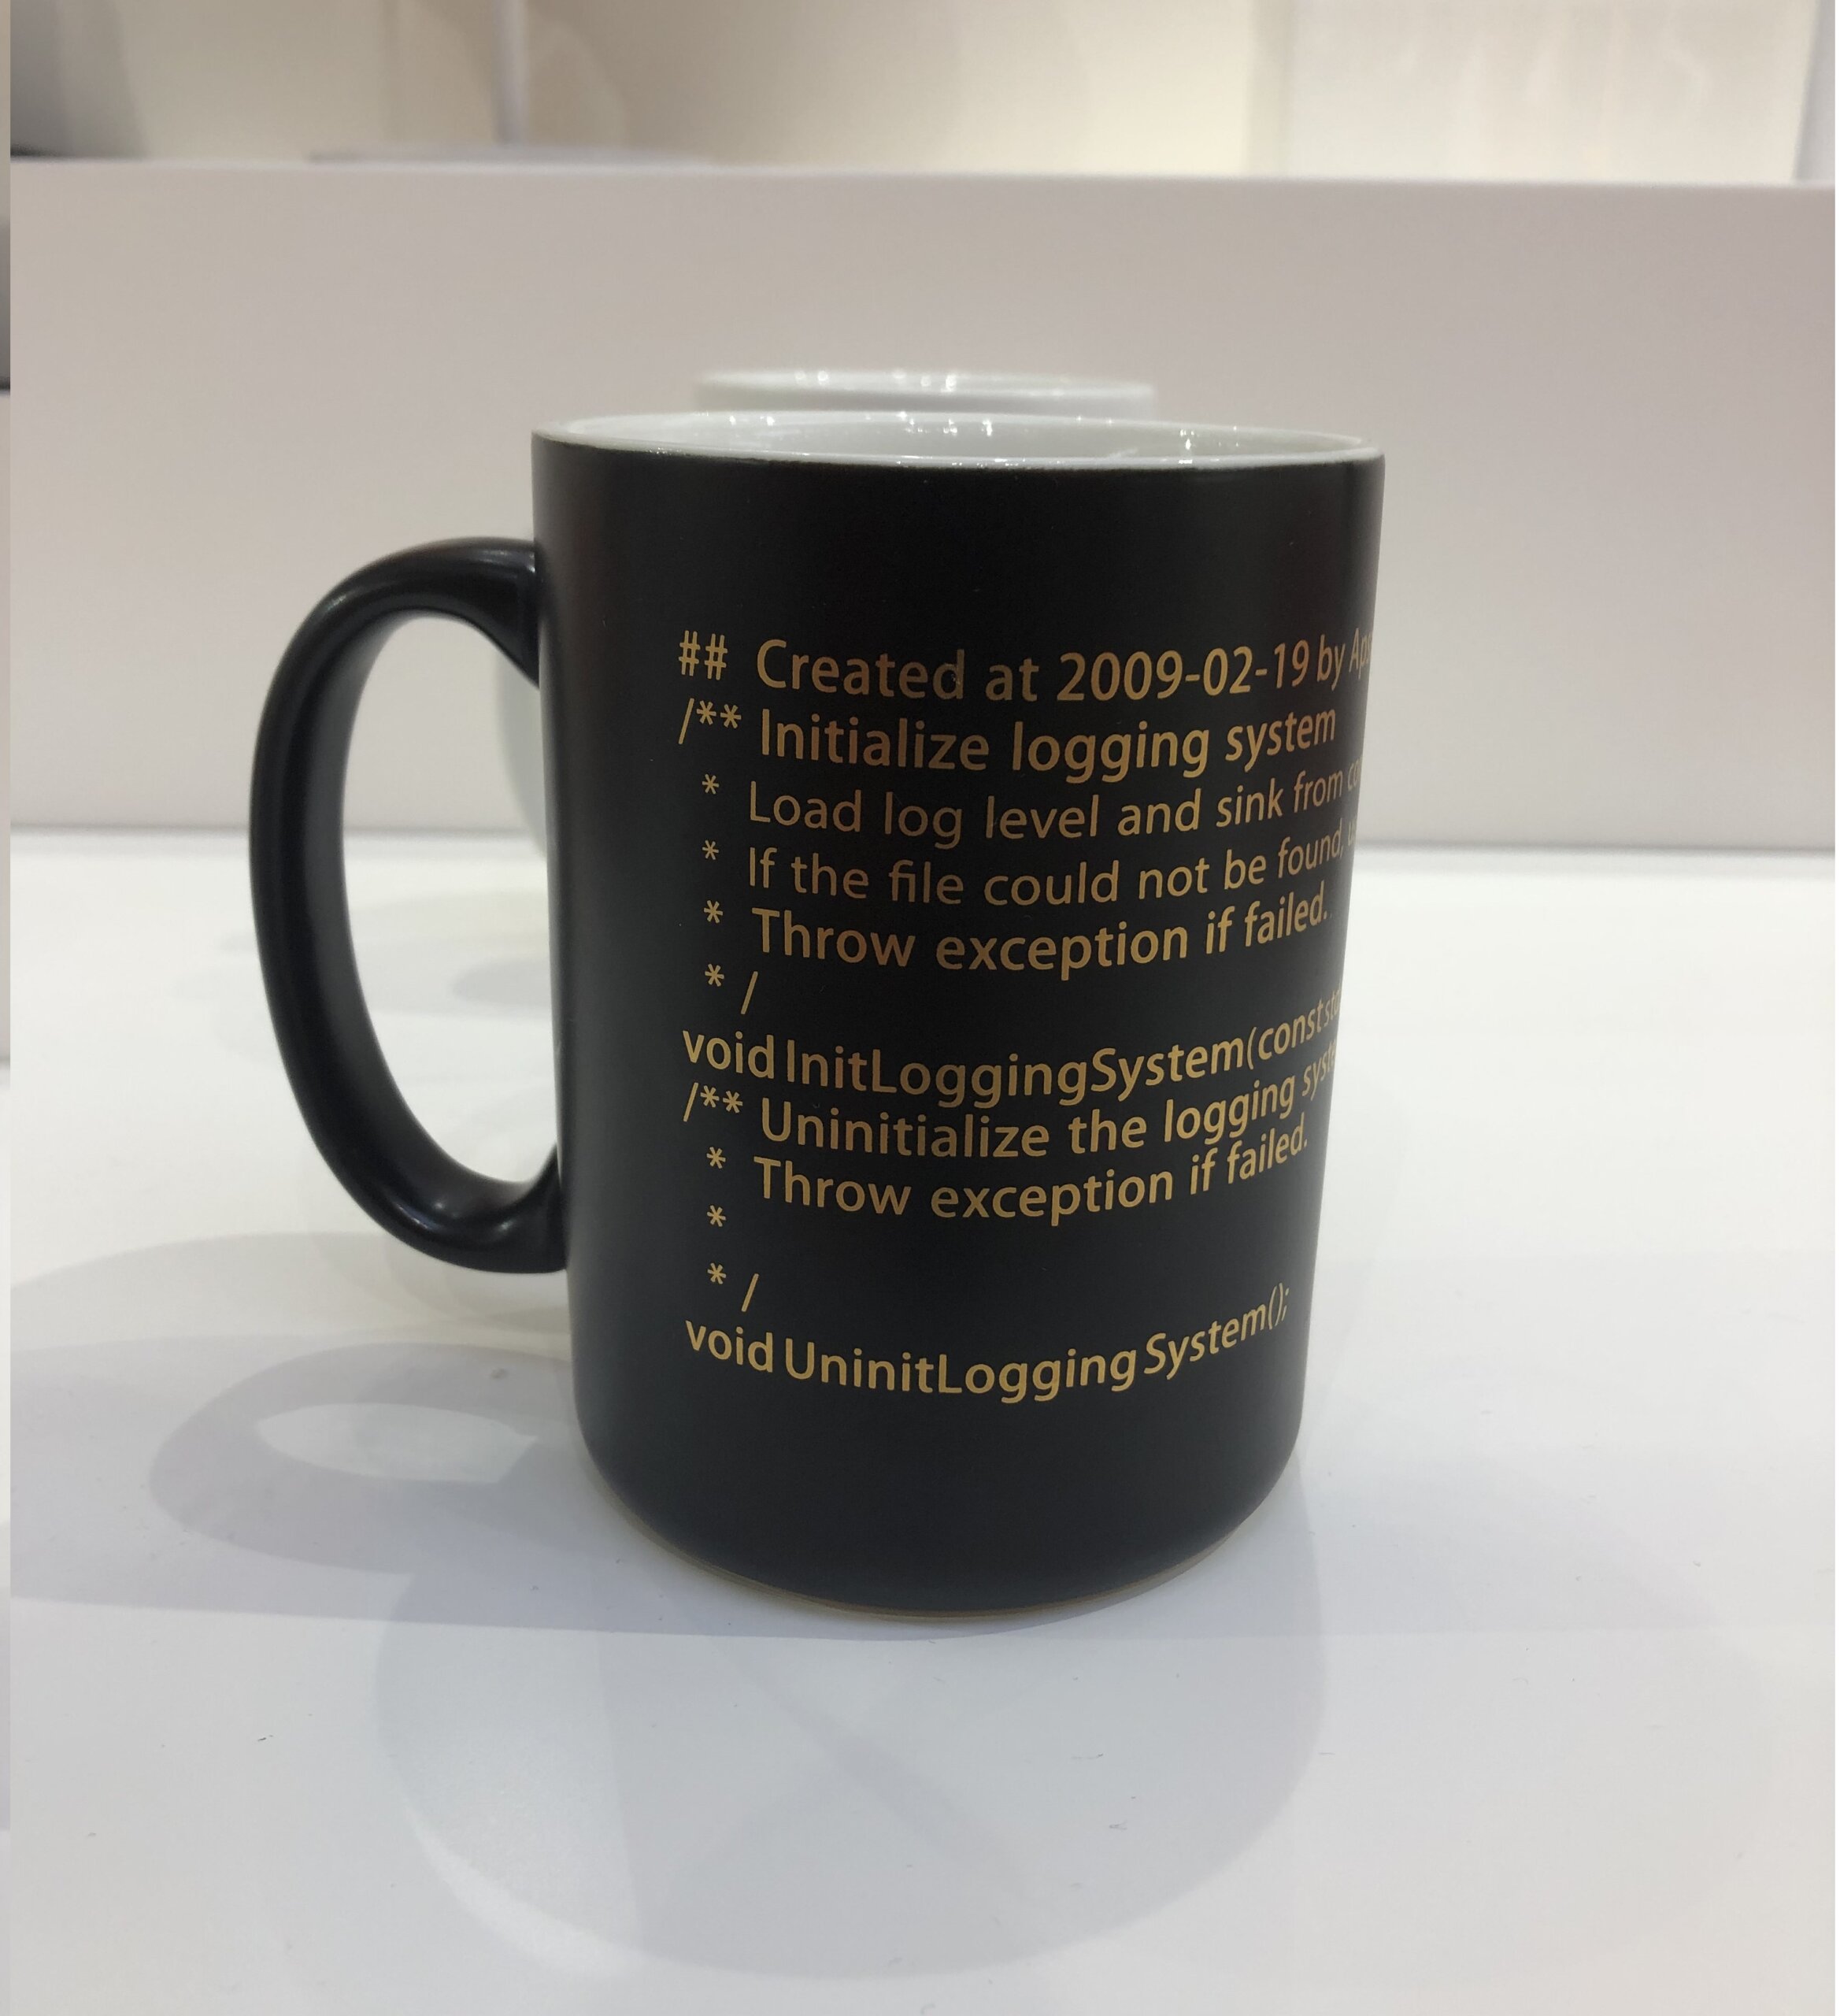 ## Created at 2009-02-19 by
/** Initialize logging system
* Load log level and sink from
* If the file could not be found,
* Throw exception if failed.
* /
void InitLoggingSystem(const
/** Uninitialize the logging
* Throw exception if failed.
*
* /
void UninitLogging System();